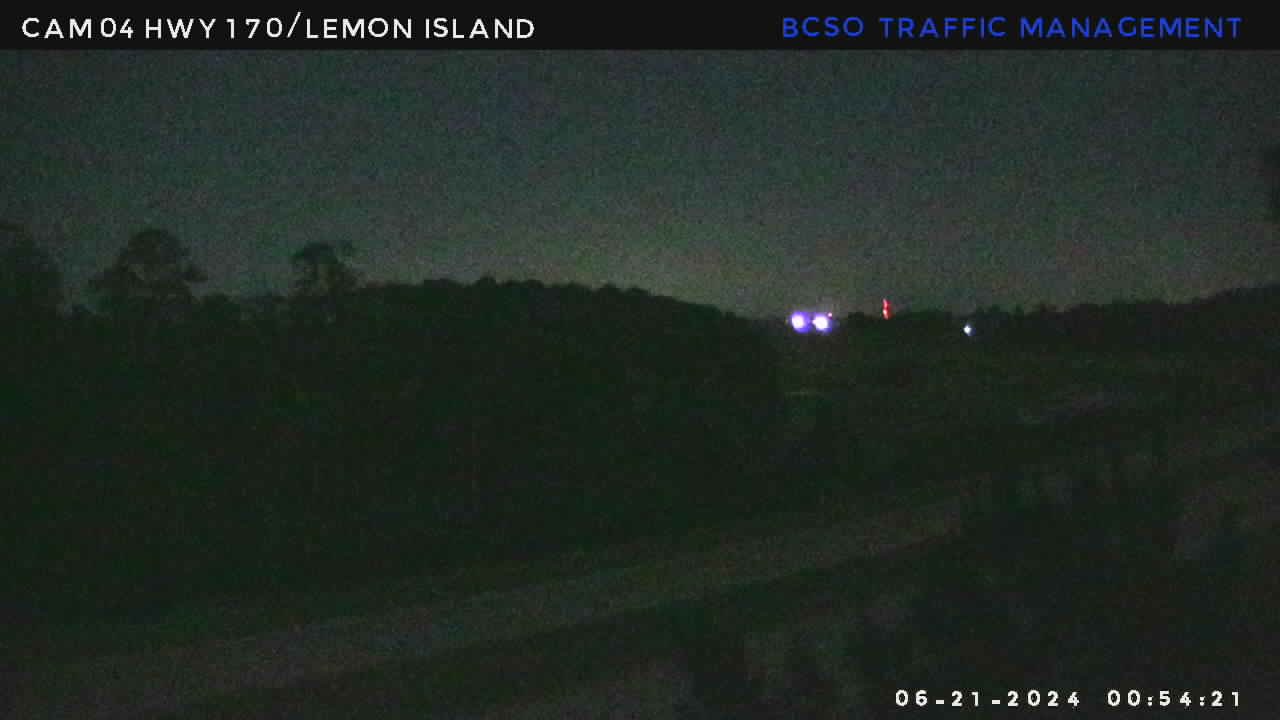 CAM04 HWY 170/LEMON ISLAND
BCSO TRAFFIC MANAGEMENT
06-21-2024 00:54:21